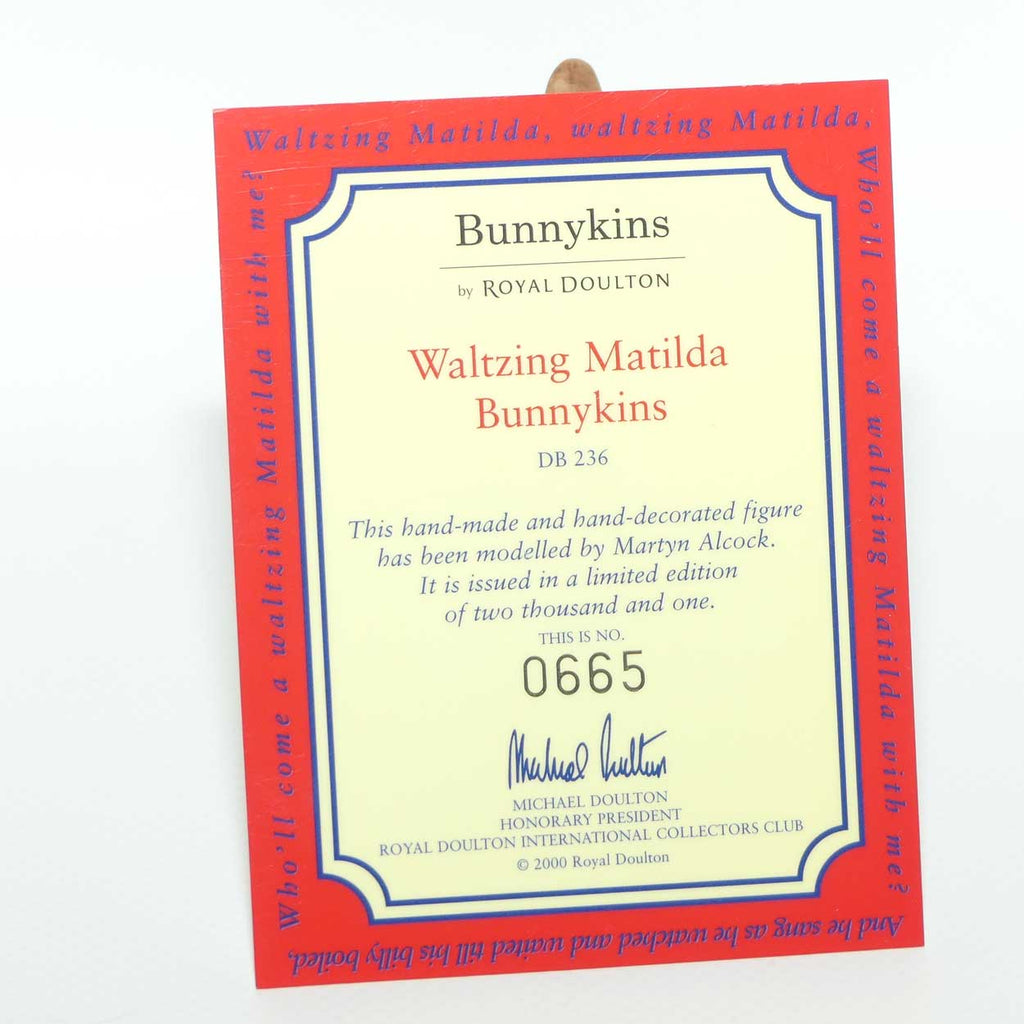 Waltzing Matilda, waltzing Matilda,
Who'll come a waltzing Matilda with me?
And he sang as he watched and waited till his billy boiled,
Who'll come a waltzing Matilda with me?
Bunnykins
by ROYAL DOULTON
Waltzing Matilda
Bunnykins
DB 236
This hand-made and hand-decorated figure
has been modelled by Martyn Alcock.
It is issued in a limited edition
of two thousand and one.
THIS IS NO.
0665
Michael Doulton
MICHAEL DOULTON
HONORARY PRESIDENT
ROYAL DOULTON INTERNATIONAL COLLECTORS CLUB
© 2000 Royal Doulton